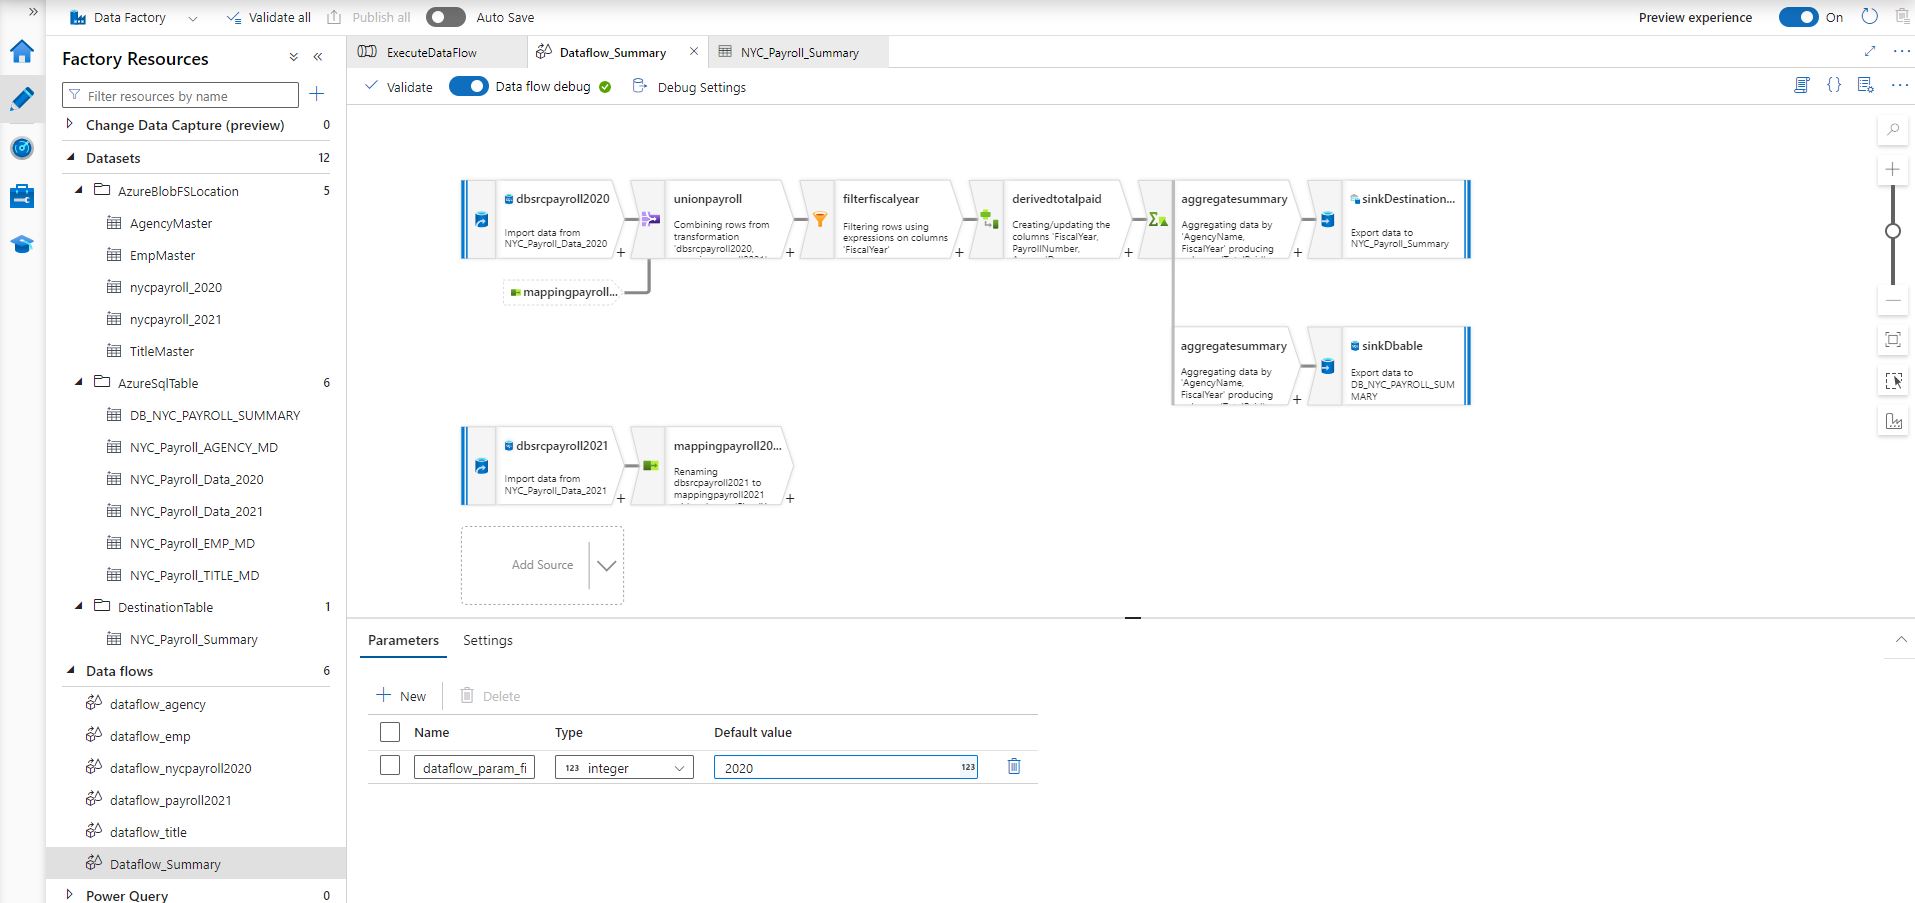 Data Factory
Validate all
Publish all
Auto Save
Preview experience
On
Factory Resources
Filter resources by name
Change Data Capture (preview) 0
Datasets 12
AzureBlobFSLocation 5
AgencyMaster
EmpMaster
nycpayroll_2020
nycpayroll_2021
TitleMaster
AzureSqlTable 6
DB_NYC_PAYROLL_SUMMARY
NYC_Payroll_AGENCY_MD
NYC_Payroll_Data_2020
NYC_Payroll_Data_2021
NYC_Payroll_EMP_MD
NYC_Payroll_TITLE_MD
DestinationTable 1
NYC_Payroll_Summary
Data flows 6
dataflow_agency
dataflow_emp
dataflow_nycpayroll2020
dataflow_payroll2021
dataflow_title
Dataflow_Summary
Power Query 0
ExecuteDataFlow
Dataflow_Summary
NYC_Payroll_Summary
Validate
Data flow debug
Debug Settings
dbsrcpayroll2020
Import data from
NYC_Payroll_Data_2020
unionpayroll
Combining rows from
transformation
'dbsrcpayroll2020,
filterfiscalyear
Filtering rows using
expressions on columns
'FiscalYear'
derivedtotalpaid
Creating/updating the
columns 'FiscalYear,
PayrollNumber,
aggregatesummary
Aggregating data by
'AgencyName,
FiscalYear' producing
sinkDestination...
Export data to
NYC_Payroll_Summary
mappingpayroll...
aggregatesummary
Aggregating data by
'AgencyName,
FiscalYear' producing
sinkDbable
Export data to
DB_NYC_PAYROLL_SUM
MARY
dbsrcpayroll2021
Import data from
NYC_Payroll_Data_2021
mappingpayroll20...
Renaming
dbsrcpayroll2021 to
mappingpayroll2021
Add Source
Parameters
Settings
New
Delete
Name Type Default value
dataflow_param_fi 123 integer 2020 123